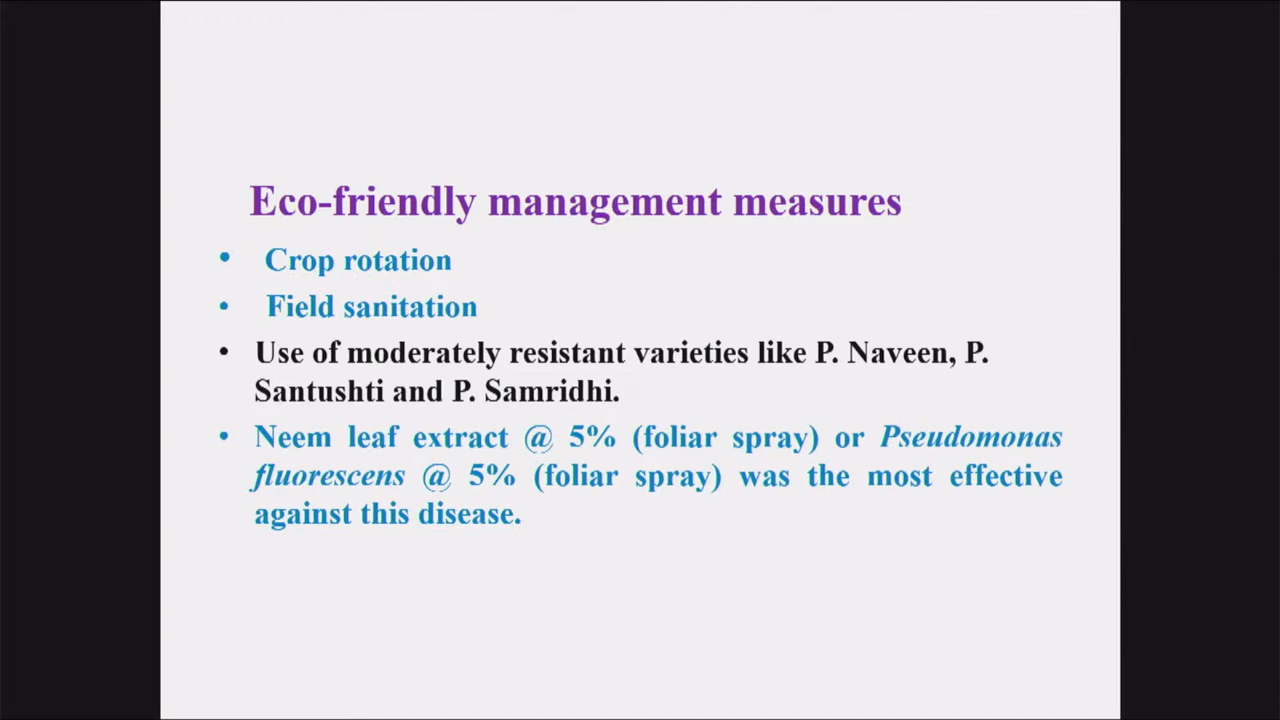 Eco-friendly management measures
• Crop rotation
• Field sanitation
• Use of moderately resistant varieties like P. Naveen, P.
Santushti and P. Samridhi.
• Neem leaf extract @ 5% (foliar spray) or Pseudomonas
fluorescens @ 5% (foliar spray) was the most effective
against this disease.